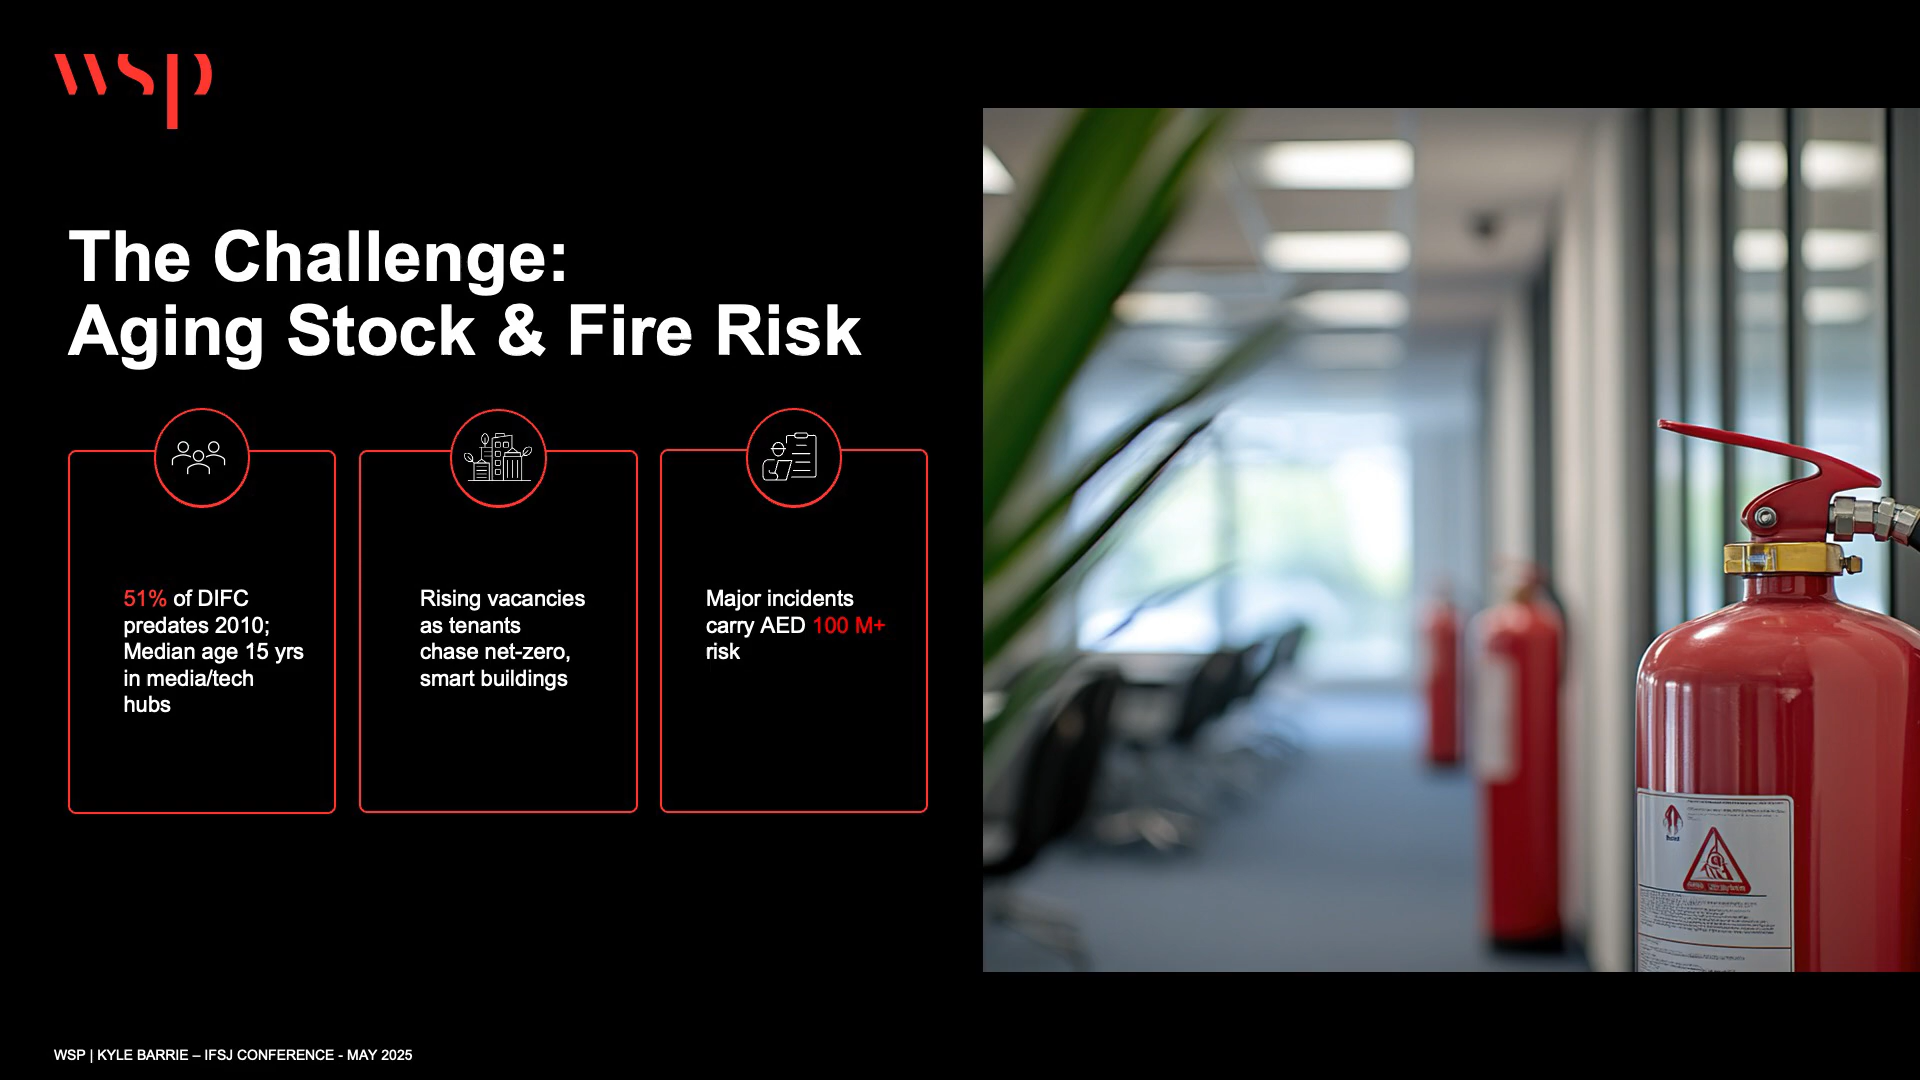 wsp
The Challenge:
Aging Stock & Fire Risk
51% of DIFC
predates 2010;
Median age 15 yrs
in media/tech
hubs
Rising vacancies
as tenants
chase net-zero,
smart buildings
Major incidents
carry AED 100 M+
risk
WSP | KYLE BARRIE – IFSJ CONFERENCE - MAY 2025